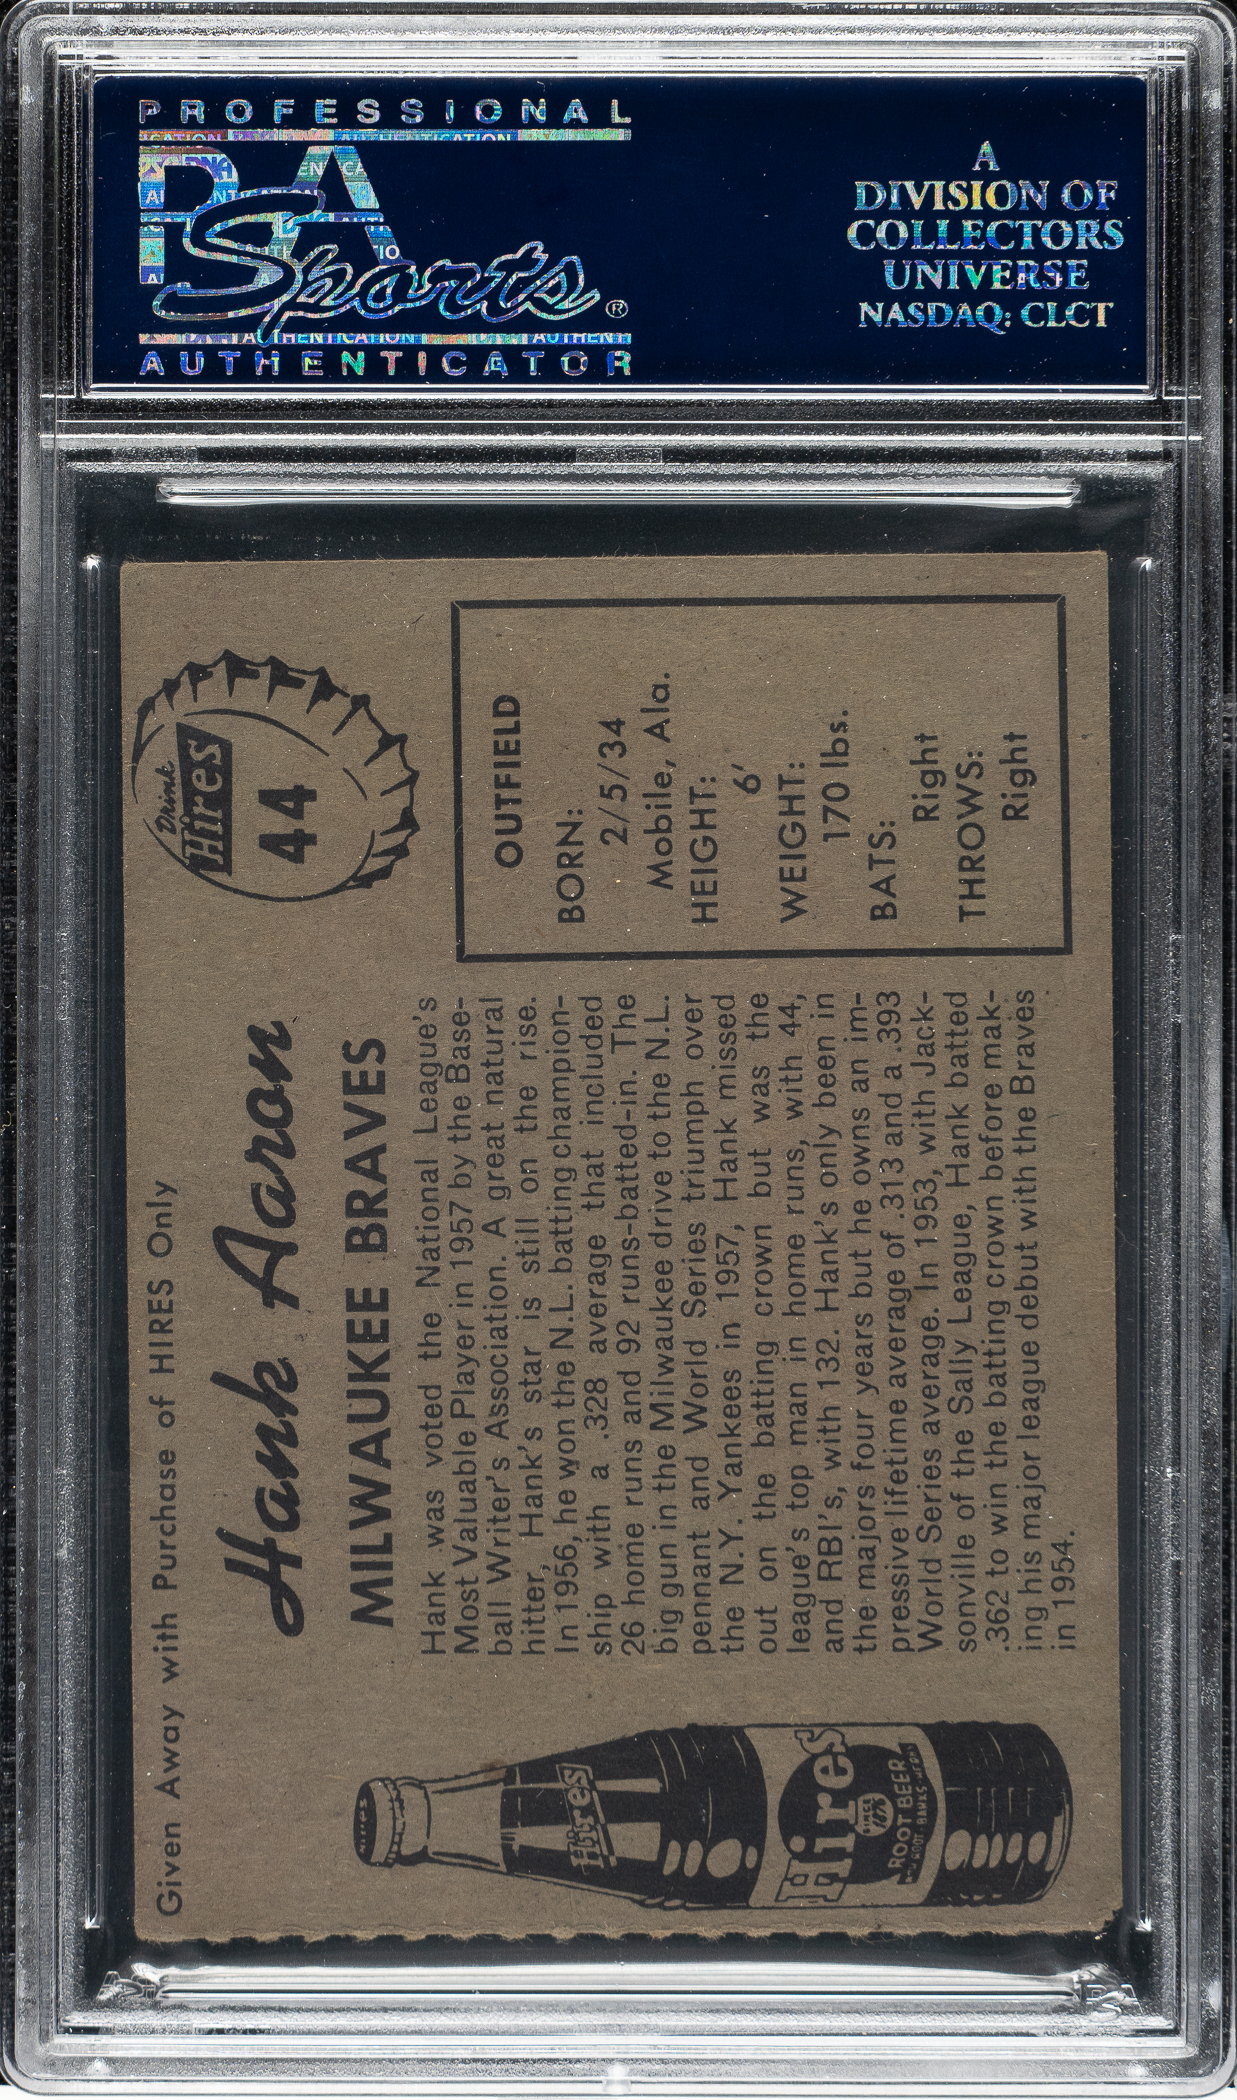 PROFESSIONAL
PSA
Sports®
AUTHENTICATOR
A
DIVISION OF
COLLECTORS
UNIVERSE
NASDAQ: CLCT
Given Away with Purchase of HIRES Only
Drink
Hires
44
Hank Aaron
MILWAUKEE BRAVES
Hank was voted the National League's
Most Valuable Player in 1957 by the Base-
ball Writer's Association. A great natural
hitter, Hank's star is still on the rise.
In 1956, he won the N.L. batting champion-
ship with a .328 average that included
26 home runs and 92 runs-batted-in. The
big gun in the Milwaukee drive to the N.L.
pennant and World Series triumph over
the N.Y. Yankees in 1957, Hank missed
out on the batting crown but was the
league's top man in home runs, with 44,
and RBI's, with 132. Hank's only been in
the majors four years but he owns an im-
pressive lifetime average of .313 and a .393
World Series average. In 1953, with Jack-
sonville of the Sally League, Hank batted
.362 to win the batting crown before mak-
ing his major league debut with the Braves
in 1954.
OUTFIELD
BORN:
2/5/34
Mobile, Ala.
HEIGHT:
6'
WEIGHT:
170 lbs.
BATS:
Right
THROWS:
Right
Hires
Hires
SINCE
1876
ROOT BEER